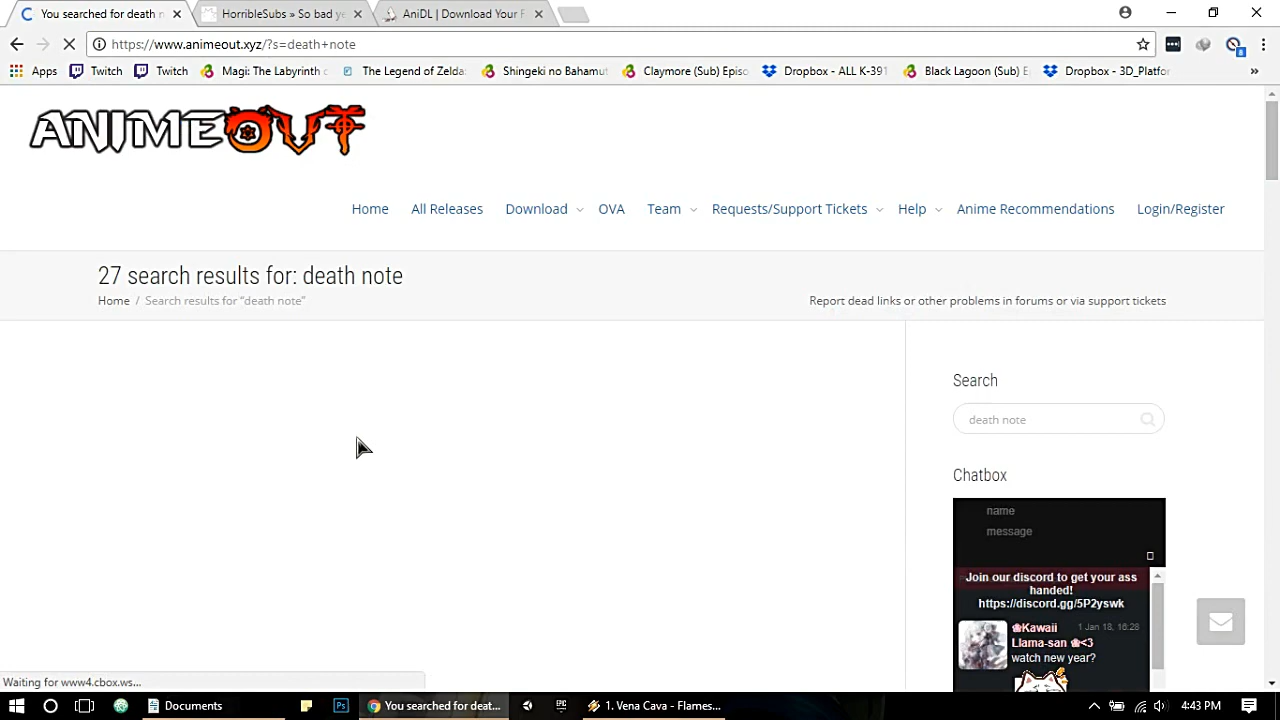 You searched for death n
HorribleSubs » So bad ye
AniDL | Download Your F
https://www.animeout.xyz/?s=death+note
Apps
Twitch
Twitch
Magi: The Labyrinth c
The Legend of Zelda
Shingeki no Bahamut
Claymore (Sub) Episo
Dropbox - ALL K-391
Black Lagoon (Sub) E
Dropbox - 3D_Platfor
»
8
ANIMEOUT
Home
All Releases
Download
OVA
Team
Requests/Support Tickets
Help
Anime Recommendations
Login/Register
27 search results for: death note
Home / Search results for “death note”
Report dead links or other problems in forums or via support tickets
Search
death note
Chatbox
name
message
Join our discord to get your ass
handed!
https://discord.gg/5P2yswk
Kawaii
1 Jan 18, 16:28
Llama-san <3
watch new year?
Waiting for www4.cbox.ws...
Documents
Ps
You searched for deat...
1. Vena Cava - Flames...
4:43 PM